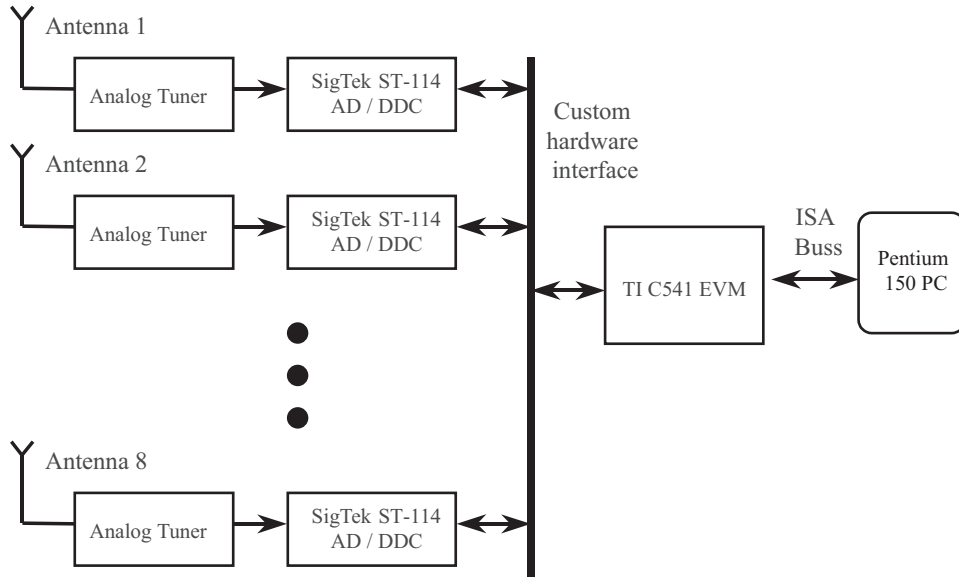 Antenna 1
Analog Tuner
SigTek ST-114
AD / DDC
Custom
hardware
interface
Antenna 2
Analog Tuner
SigTek ST-114
AD / DDC
TI C541 EVM
ISA
Buss
Pentium
150 PC
Antenna 8
Analog Tuner
SigTek ST-114
AD / DDC